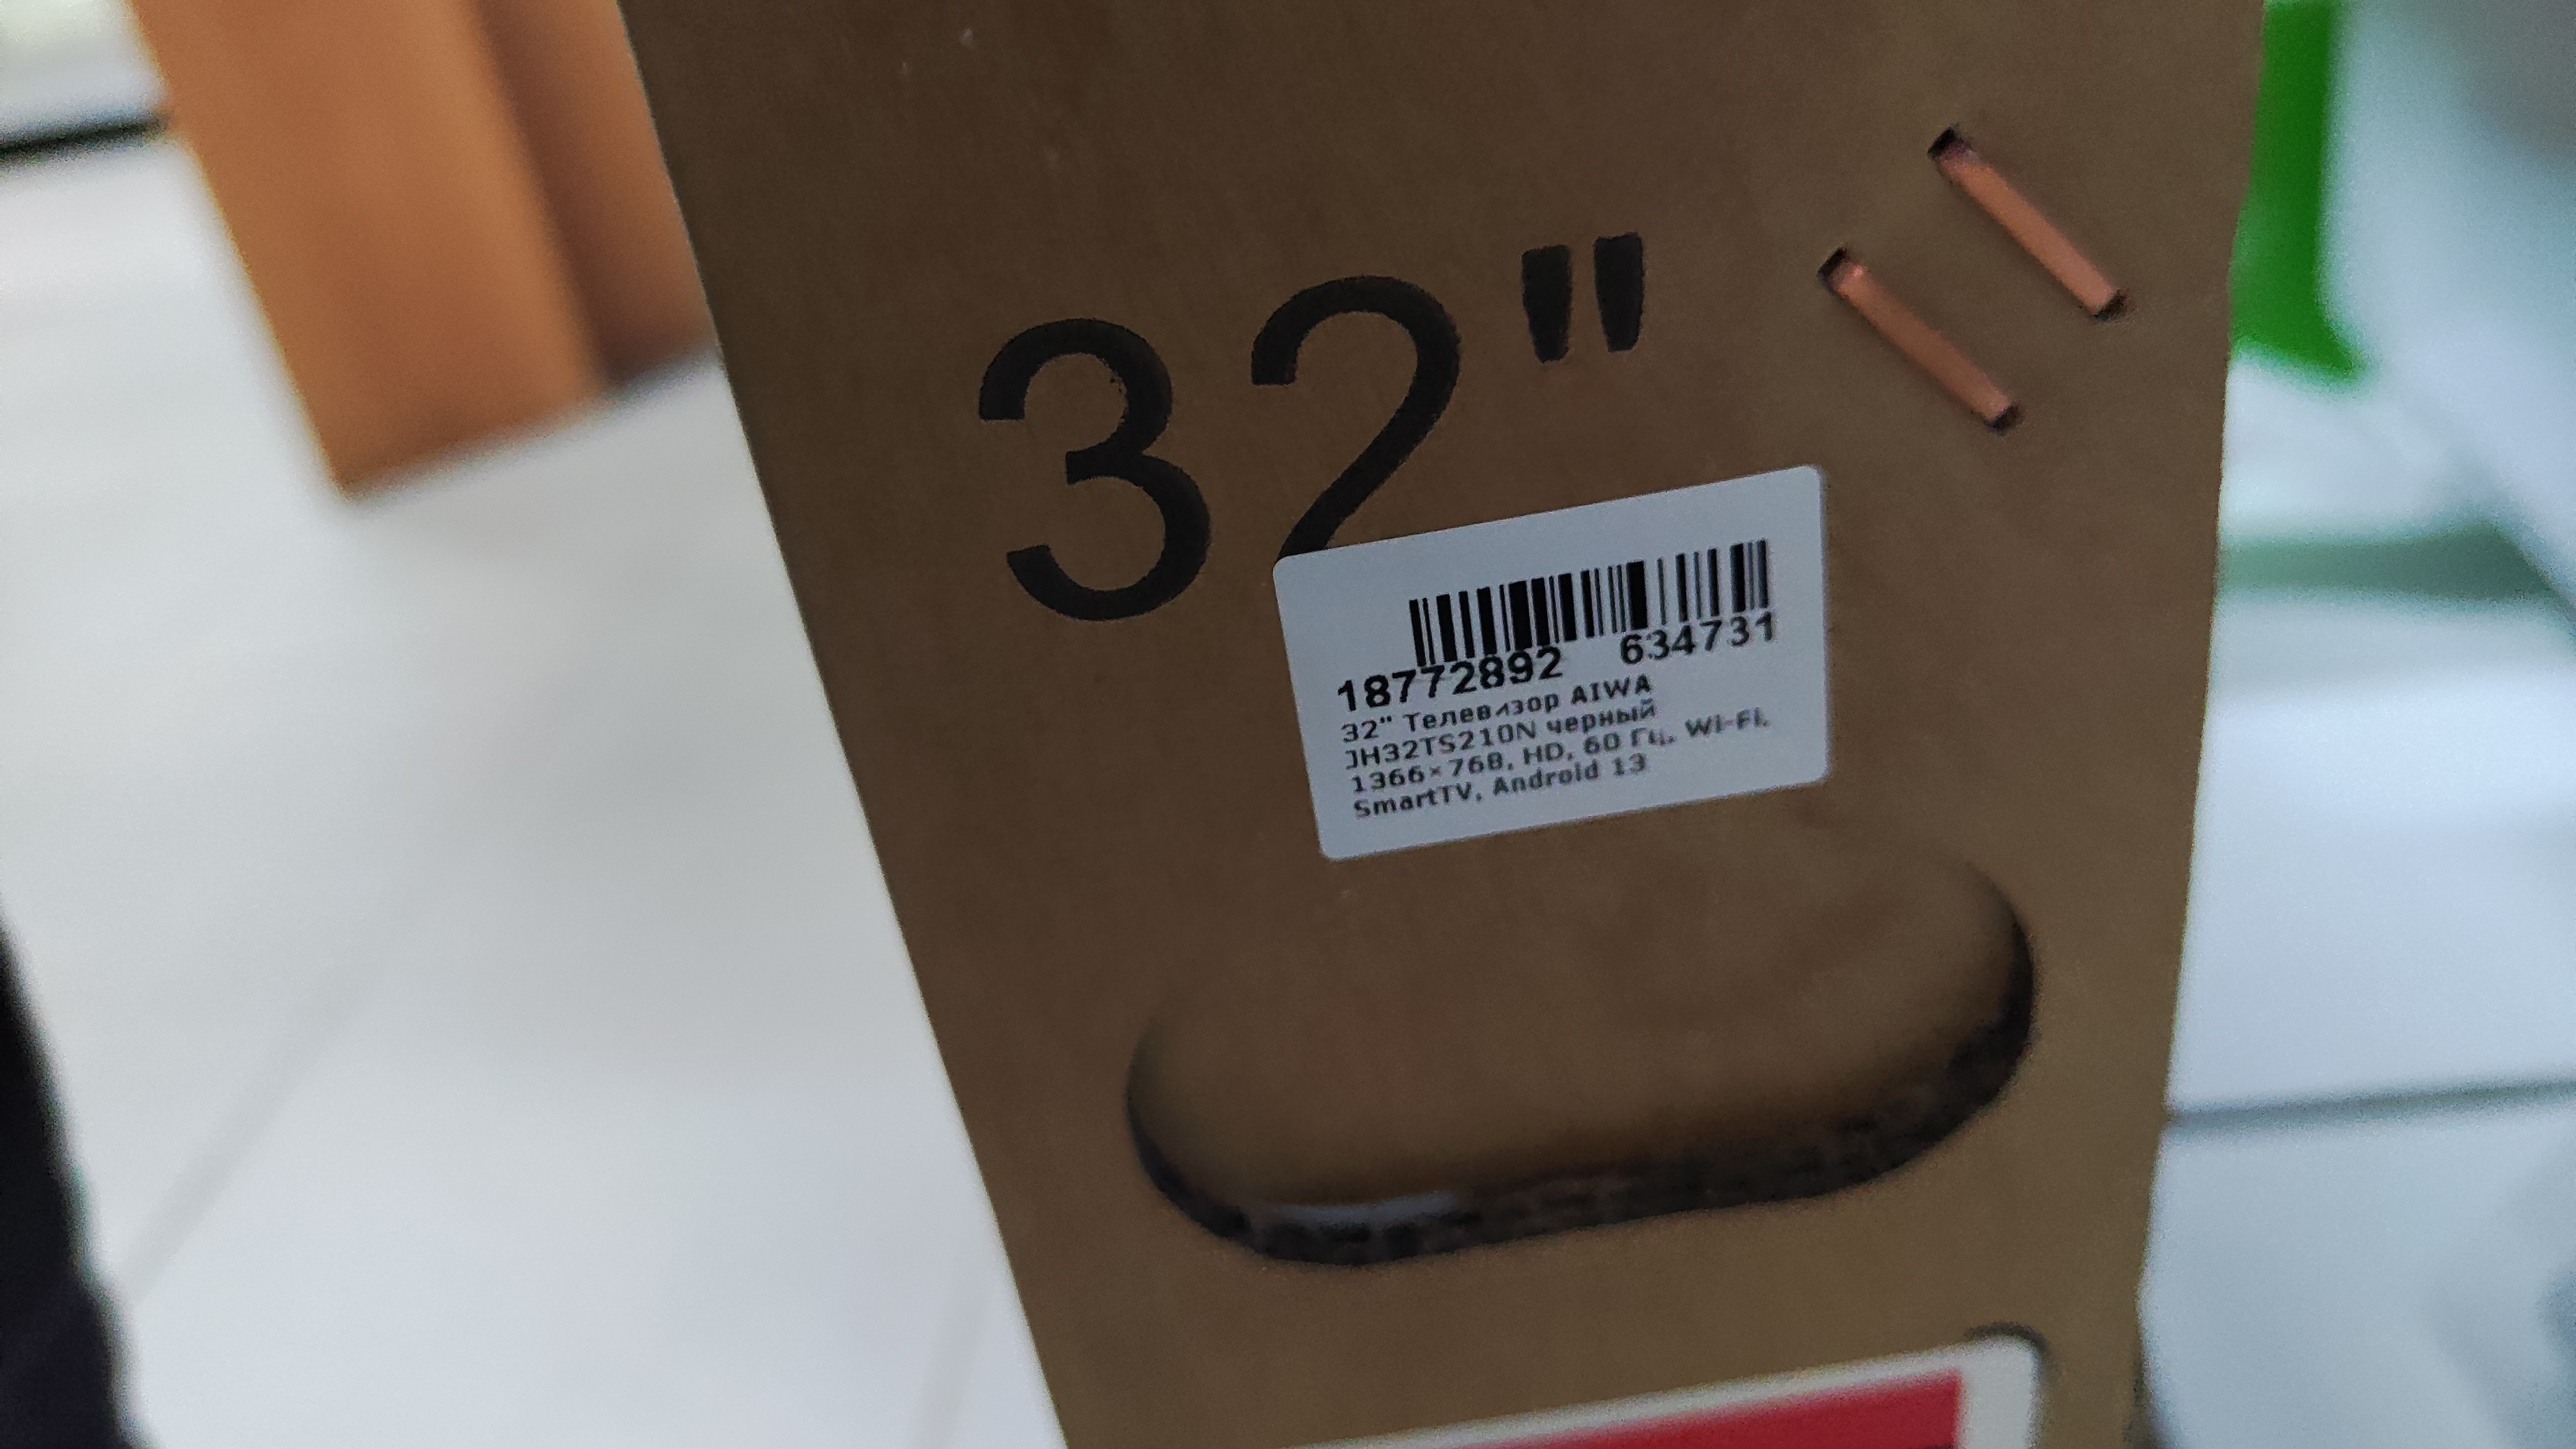 32"
18772892 634731
32" Телевизор AIWA
JH32TS210N черный
1366×768, HD, 60 Гц, Wi-Fi,
SmartTV, Android 13